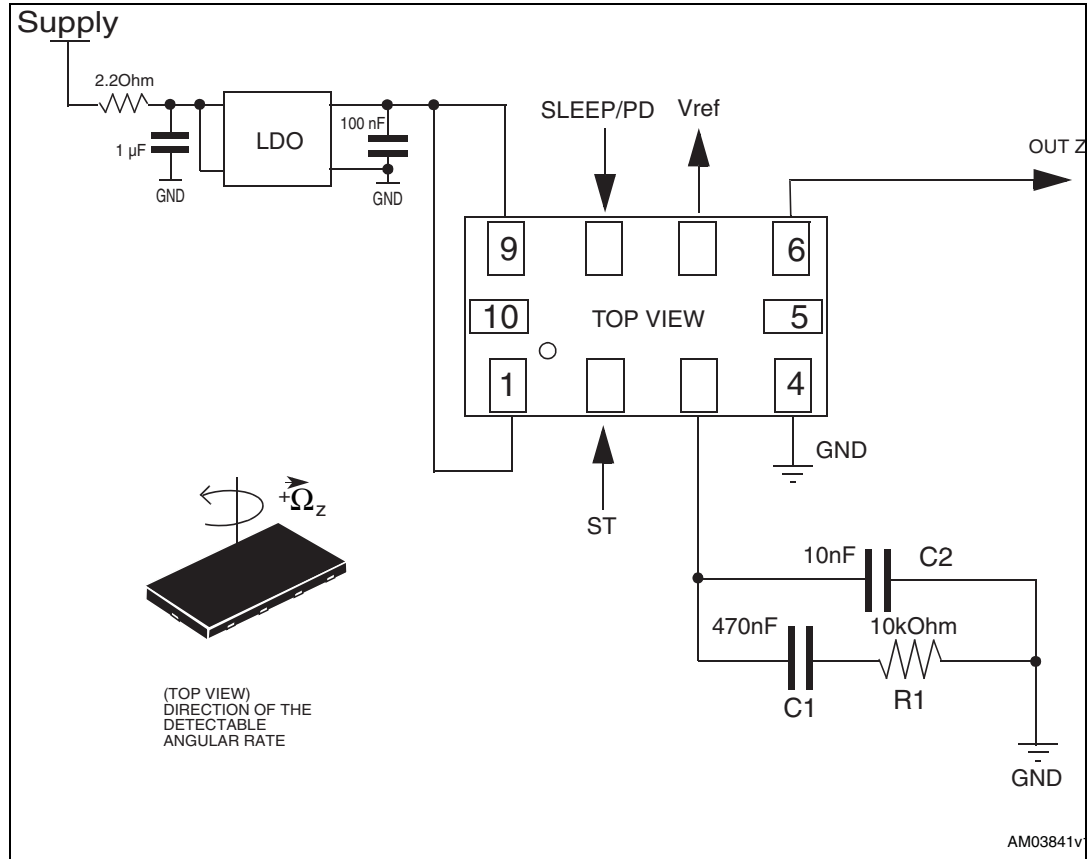 Supply
2.2Ohm
1 µF
GND
LDO
100 nF
GND
SLEEP/PD
Vref
OUT Z
9
6
10
TOP VIEW
5
1
4
GND
ST
+Ωz
10nF
C2
470nF
10kOhm
C1
R1
GND
(TOP VIEW)
DIRECTION OF THE
DETECTABLE
ANGULAR RATE
AM03841v1